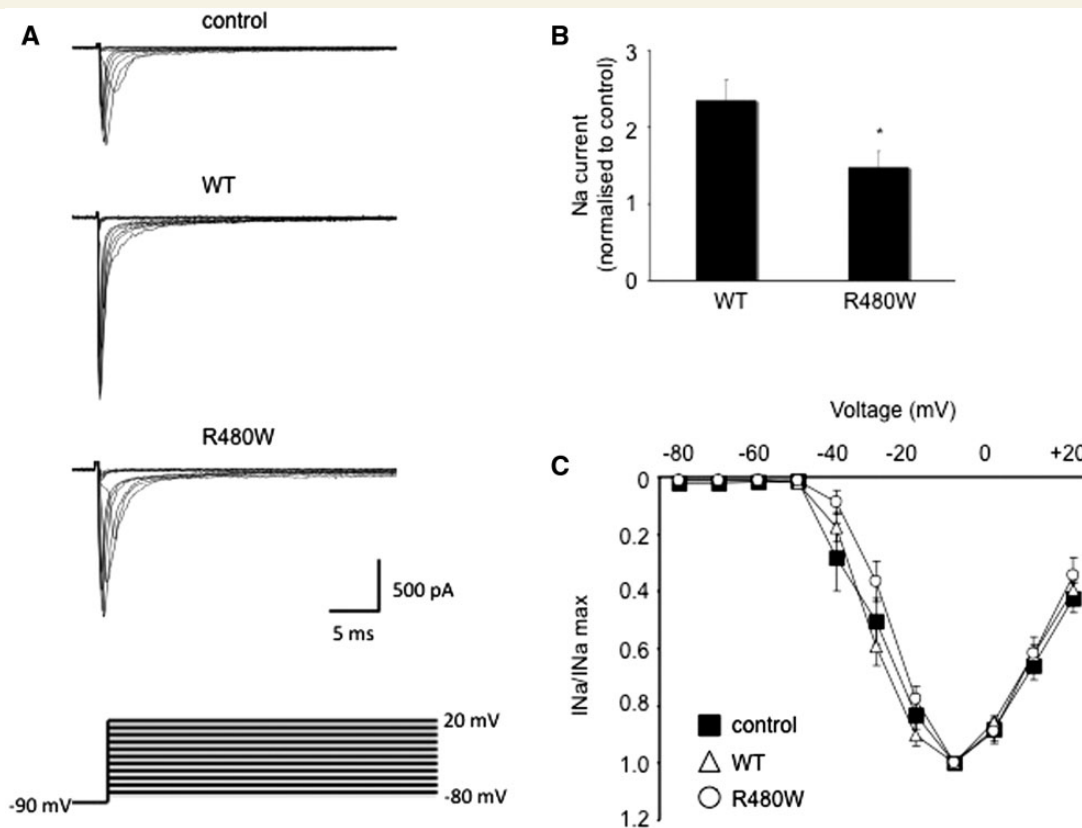 A
control
WT
R480W
500 pA
5 ms
20 mV
-90 mV
-80 mV
B
Na current
(normalised to control)
3
2
1
0
*
WT
R480W
C
Voltage (mV)
-80 -60 -40 -20 0 +20
INa/INa max
0
0.2
0.4
0.6
0.8
1.0
1.2
control
WT
R480W